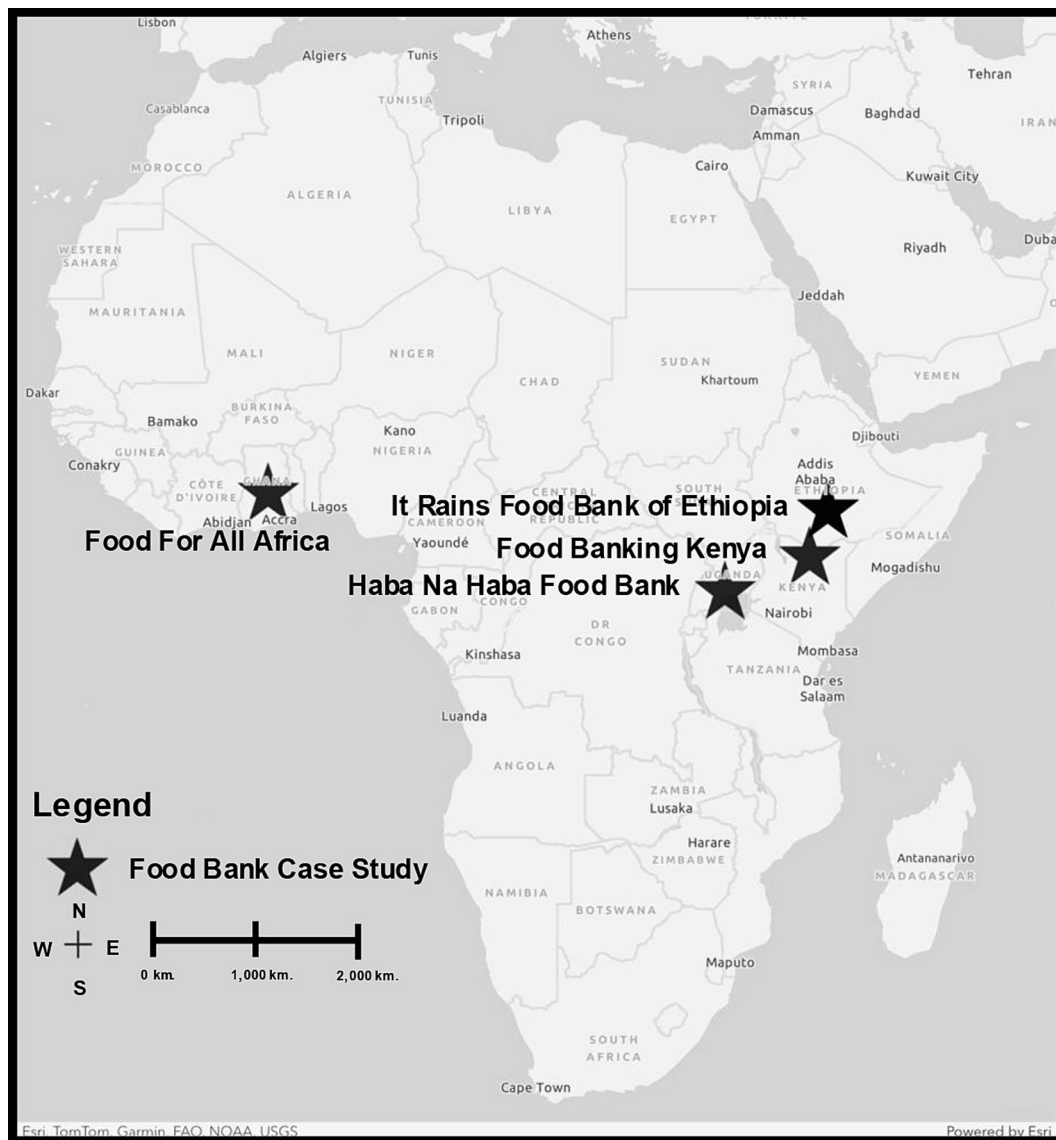 Lisbon
Athens
Algiers
Tunis
Tehran
SYRIA
TUNISIA
Casablanca
Damascus
Baghdad
Tripoli
IRAN
Amman
MOROCCO
Cairo
Kuwait City
ALGERIA
LIBYA
EGYPT
WESTERN
SAHARA
Riyadh
Duba
Jeddah
MAURITANIA
MALI
NIGER
SUDAN
CHAD
Khartoum
YEMEN
Dakar
BURKINA
FASO
Bamako
Kano
NIGERIA
Djibouti
GUINEA
Conakry
Addis
Ababa
ETHIOPIA
GHANA
CÔTE
D'IVOIRE
CENTRAL
REPUBLIC
SOUTH
It Rains Food Bank of Ethiopia
Lagos
Abidjan
Accra
CAMEROON
SOMALIA
Food For All Africa
Yaoundé
Food Banking Kenya
Mogadishu
UGANDA
Haba Na Haba Food Bank
KENYA
GABON
CONGO
Nairobi
DR
CONGO
Kinshasa
Mombasa
TANZANIA
Dar es
Salaam
Luanda
ANGOLA
ZAMBIA
Lusaka
Legend
Harare
ZIMBABWE
Antananarivo
MADAGASCAR
Food Bank Case Study
NAMIBIA
BOTSWANA
N
W E
S
0 km. 1,000 km. 2,000 km.
Maputo
SOUTH
AFRICA
Cape Town
Esri, TomTom, Garmin, FAO, NOAA, USGS
Powered by Esri